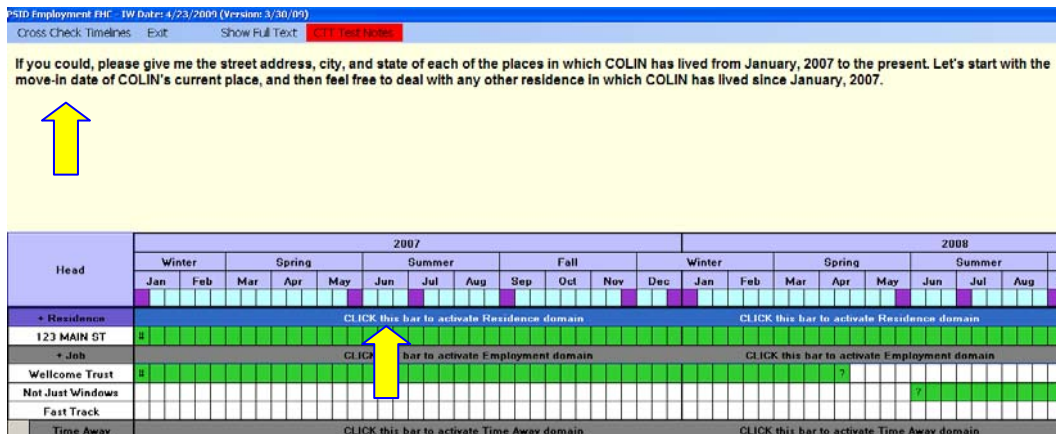 PSID Employment EHC - IW Date: 4/23/2009 (Version: 3/30/09)
Cross Check Timelines Exit Show Full Text CTT Test Notes
If you could, please give me the street address, city, and state of each of the places in which COLIN has lived from January, 2007 to the present. Let's start with the
move-in date of COLIN's current place, and then feel free to deal with any other residence in which COLIN has lived since January, 2007.
Head
2007 2008
Winter Spring Summer Fall Winter Spring Summer
Jan Feb Mar Apr May Jun Jul Aug Sep Oct Nov Dec Jan Feb Mar Apr May Jun Jul Aug
+ Residence CLICK this bar to activate Residence domain CLICK this bar to activate Residence domain
123 MAIN ST #
+ Job CLICK bar to activate Employment domain CLICK this bar to activate Employment domain
Wellcome Trust # ?
Not Just Windows ?
Fast Track
Time Away CLICK this bar to activate Time Away domain CLICK this bar to activate Time Away domain